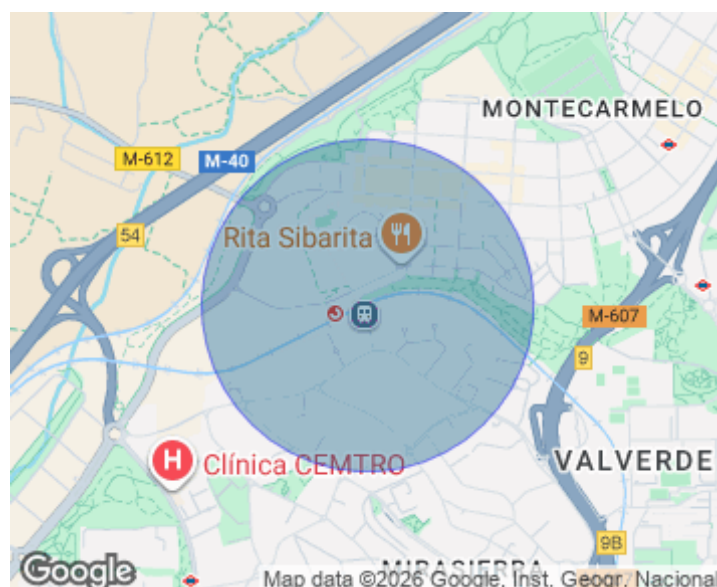 MONTECARMELO
M-612
M-40
54
Rita Sibarita
M-607
9
H
Clínica CEMTRO
VALVERDE
9B
MIRASIERRA
Google
Map data ©2026 Google, Inst. Geogr. Nacional